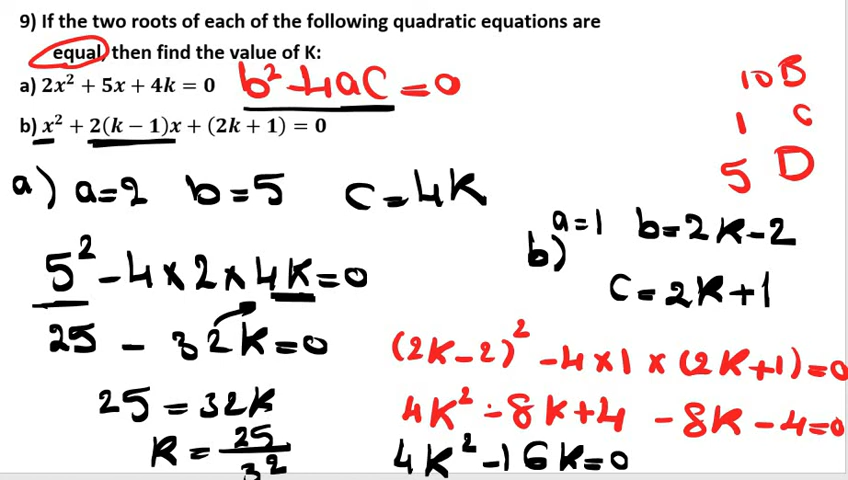 9) If the two roots of each of the following quadratic equations are
equal, then find the value of K:
a) 2x² + 5x + 4k = 0
b² - 4ac = 0
b) x² + 2(k − 1)x + (2k + 1) = 0
10 B
1 C
5 D
a) a=2 b=5 c=4K
5² - 4 × 2 × 4K = 0
25 - 32K = 0
25 = 32K
K = 25/32
b) a=1 b=2K-2
c = 2K+1
(2K-2)² - 4×1×(2K+1)=0
4K² - 8K+4 - 8K - 4=0
4K² - 16K=0